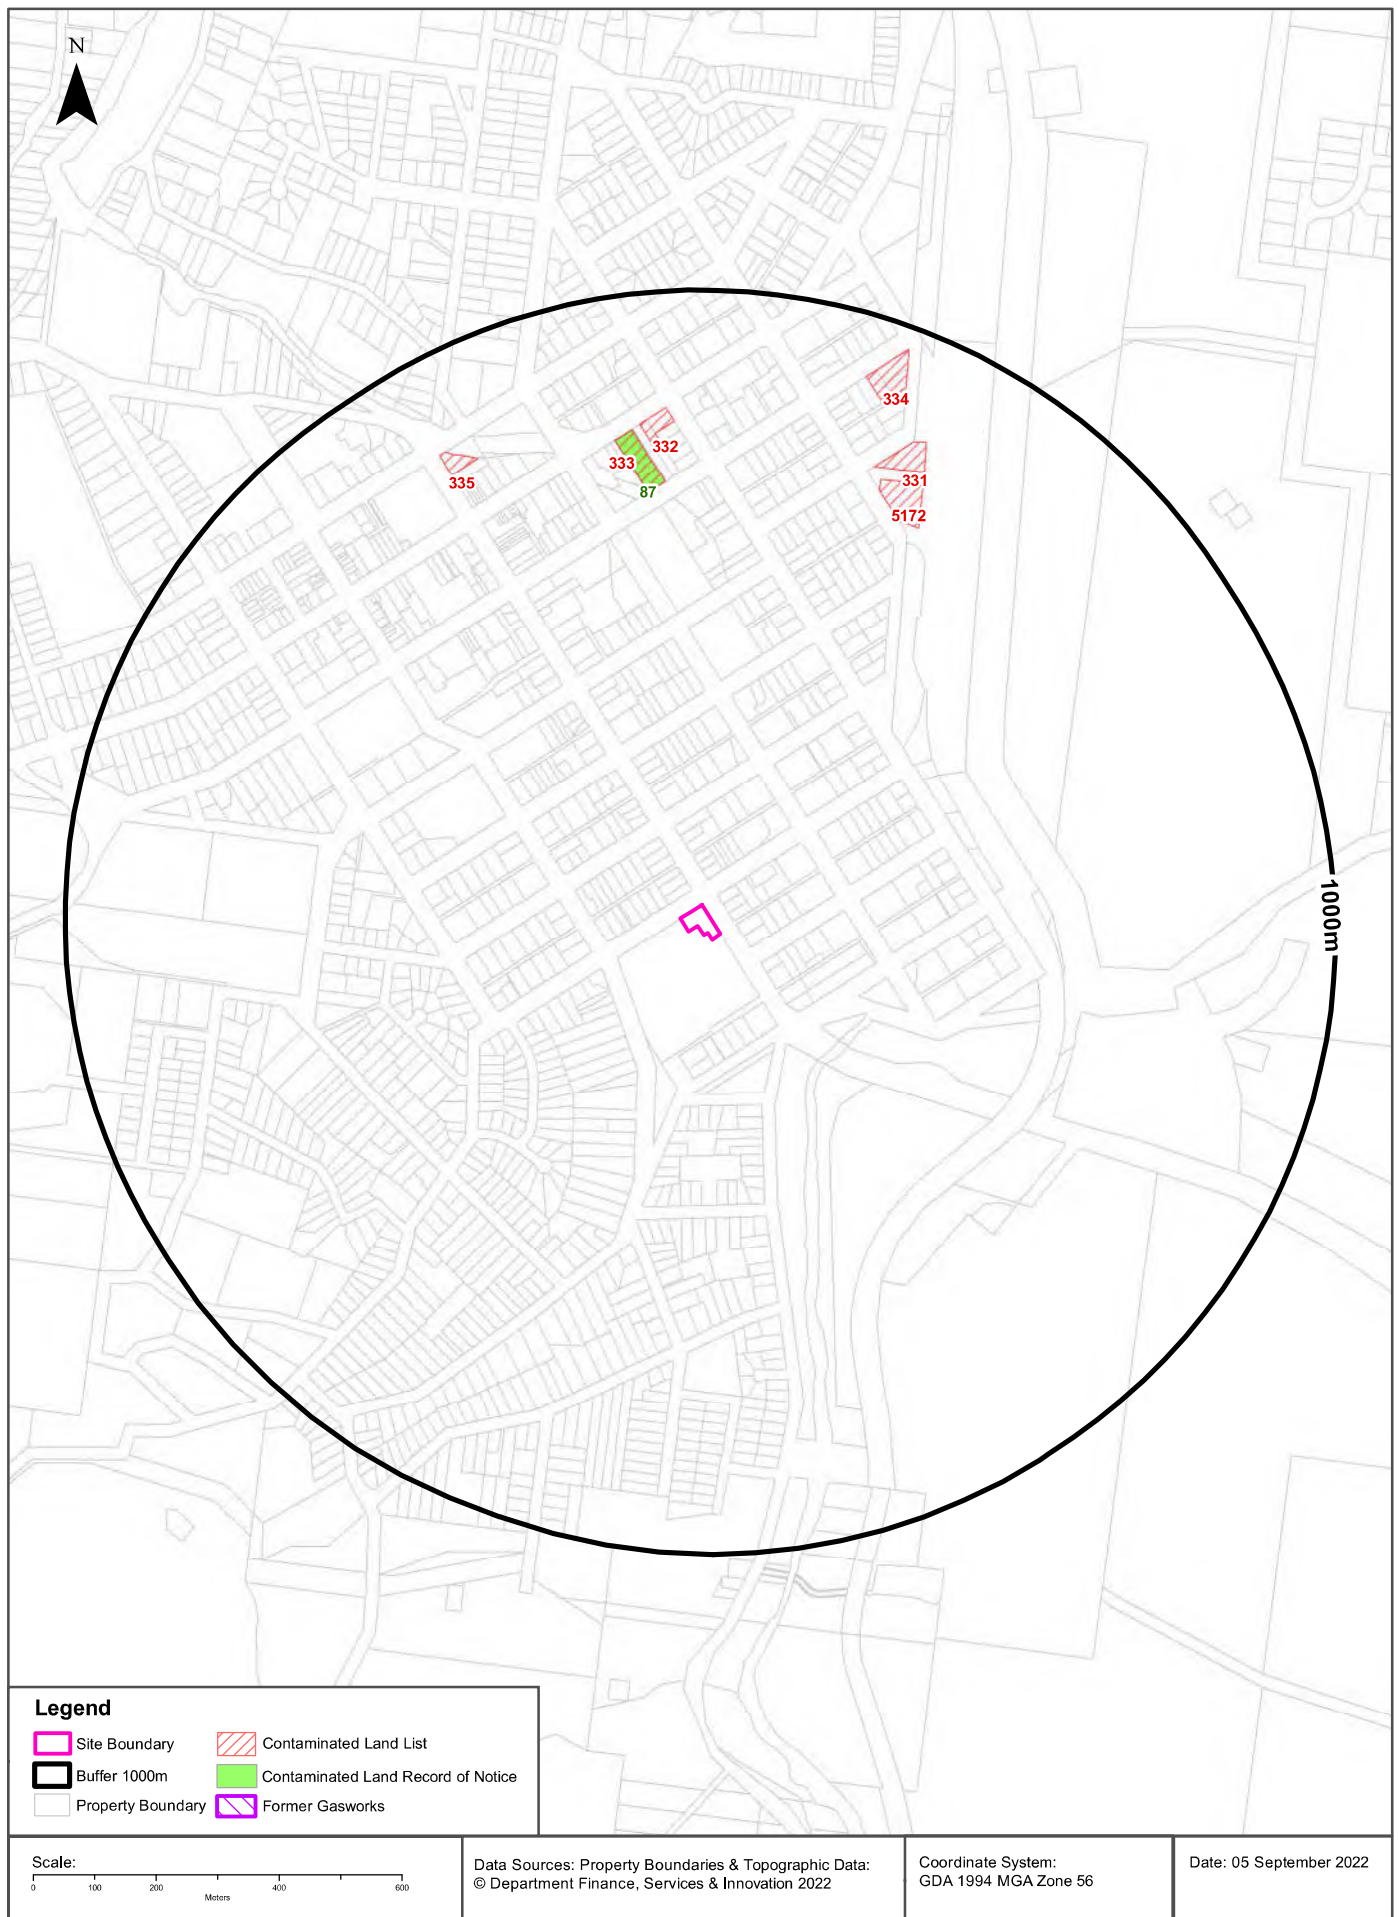 N
334
332
333
335
331
87
5172
1000m
Legend
Site Boundary
Contaminated Land List
Buffer 1000m
Contaminated Land Record of Notice
Property Boundary
Former Gasworks
Scale:
0 100 200 400 600
Meters
Data Sources: Property Boundaries & Topographic Data:
© Department Finance, Services & Innovation 2022
Coordinate System:
GDA 1994 MGA Zone 56
Date: 05 September 2022